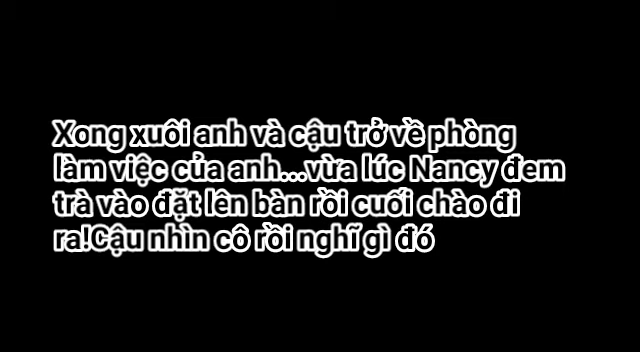 Xong xuôi anh và cậu trở về phòng
làm việc của anh...vừa lúc Nancy đem
trà vào đặt lên bàn rồi cuối chào đi
ra!Cậu nhìn cô rồi nghĩ gì đó